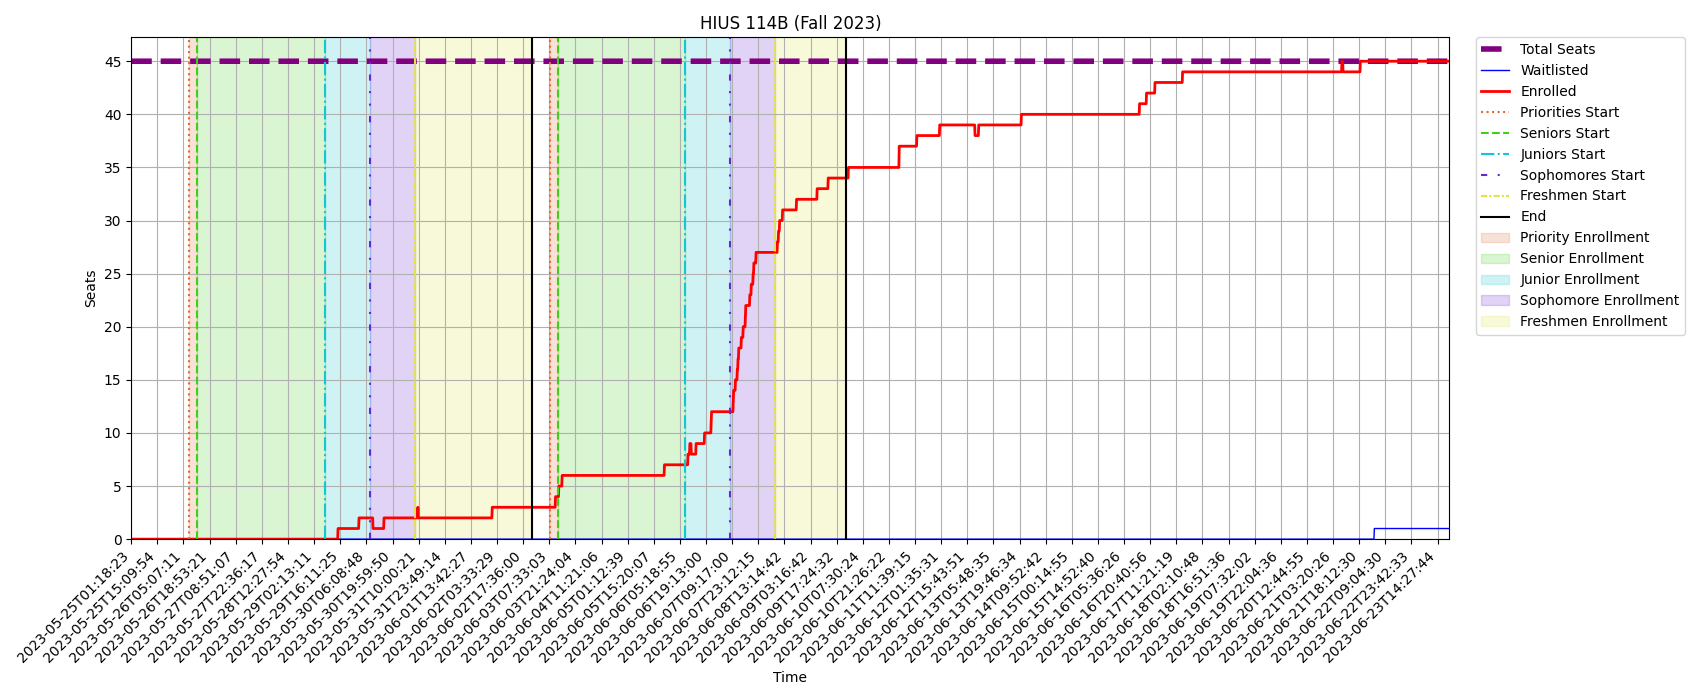 HIUS 114B (Fall 2023)
Seats
45
40
35
30
25
20
15
10
5
0
2023-05-25T01:18:23
2023-05-25T15:09:54
2023-05-26T05:07:11
2023-05-26T18:53:21
2023-05-27T08:51:07
2023-05-27T22:36:17
2023-05-28T12:27:54
2023-05-29T02:13:11
2023-05-29T16:11:25
2023-05-30T06:08:48
2023-05-30T19:59:50
2023-05-31T10:00:21
2023-05-31T23:49:14
2023-06-01T13:42:27
2023-06-02T03:33:29
2023-06-02T17:36:00
2023-06-03T07:33:03
2023-06-03T21:24:04
2023-06-04T11:21:06
2023-06-05T01:12:39
2023-06-05T15:20:07
2023-06-06T05:18:55
2023-06-06T19:13:00
2023-06-07T09:17:00
2023-06-07T23:12:15
2023-06-08T13:14:42
2023-06-09T03:16:42
2023-06-09T17:24:32
2023-06-10T07:30:24
2023-06-10T21:26:22
2023-06-11T11:39:15
2023-06-12T01:35:31
2023-06-12T15:43:51
2023-06-13T05:48:35
2023-06-13T19:46:34
2023-06-14T09:52:42
2023-06-15T00:14:55
2023-06-15T14:52:40
2023-06-16T05:36:26
2023-06-16T20:40:56
2023-06-17T11:21:19
2023-06-18T02:10:48
2023-06-18T16:51:36
2023-06-19T07:32:02
2023-06-19T22:04:36
2023-06-20T12:44:55
2023-06-21T03:20:26
2023-06-21T18:12:30
2023-06-22T09:04:30
2023-06-22T23:42:33
2023-06-23T14:27:44
Time
Total Seats
Waitlisted
Enrolled
Priorities Start
Seniors Start
Juniors Start
Sophomores Start
Freshmen Start
End
Priority Enrollment
Senior Enrollment
Junior Enrollment
Sophomore Enrollment
Freshmen Enrollment